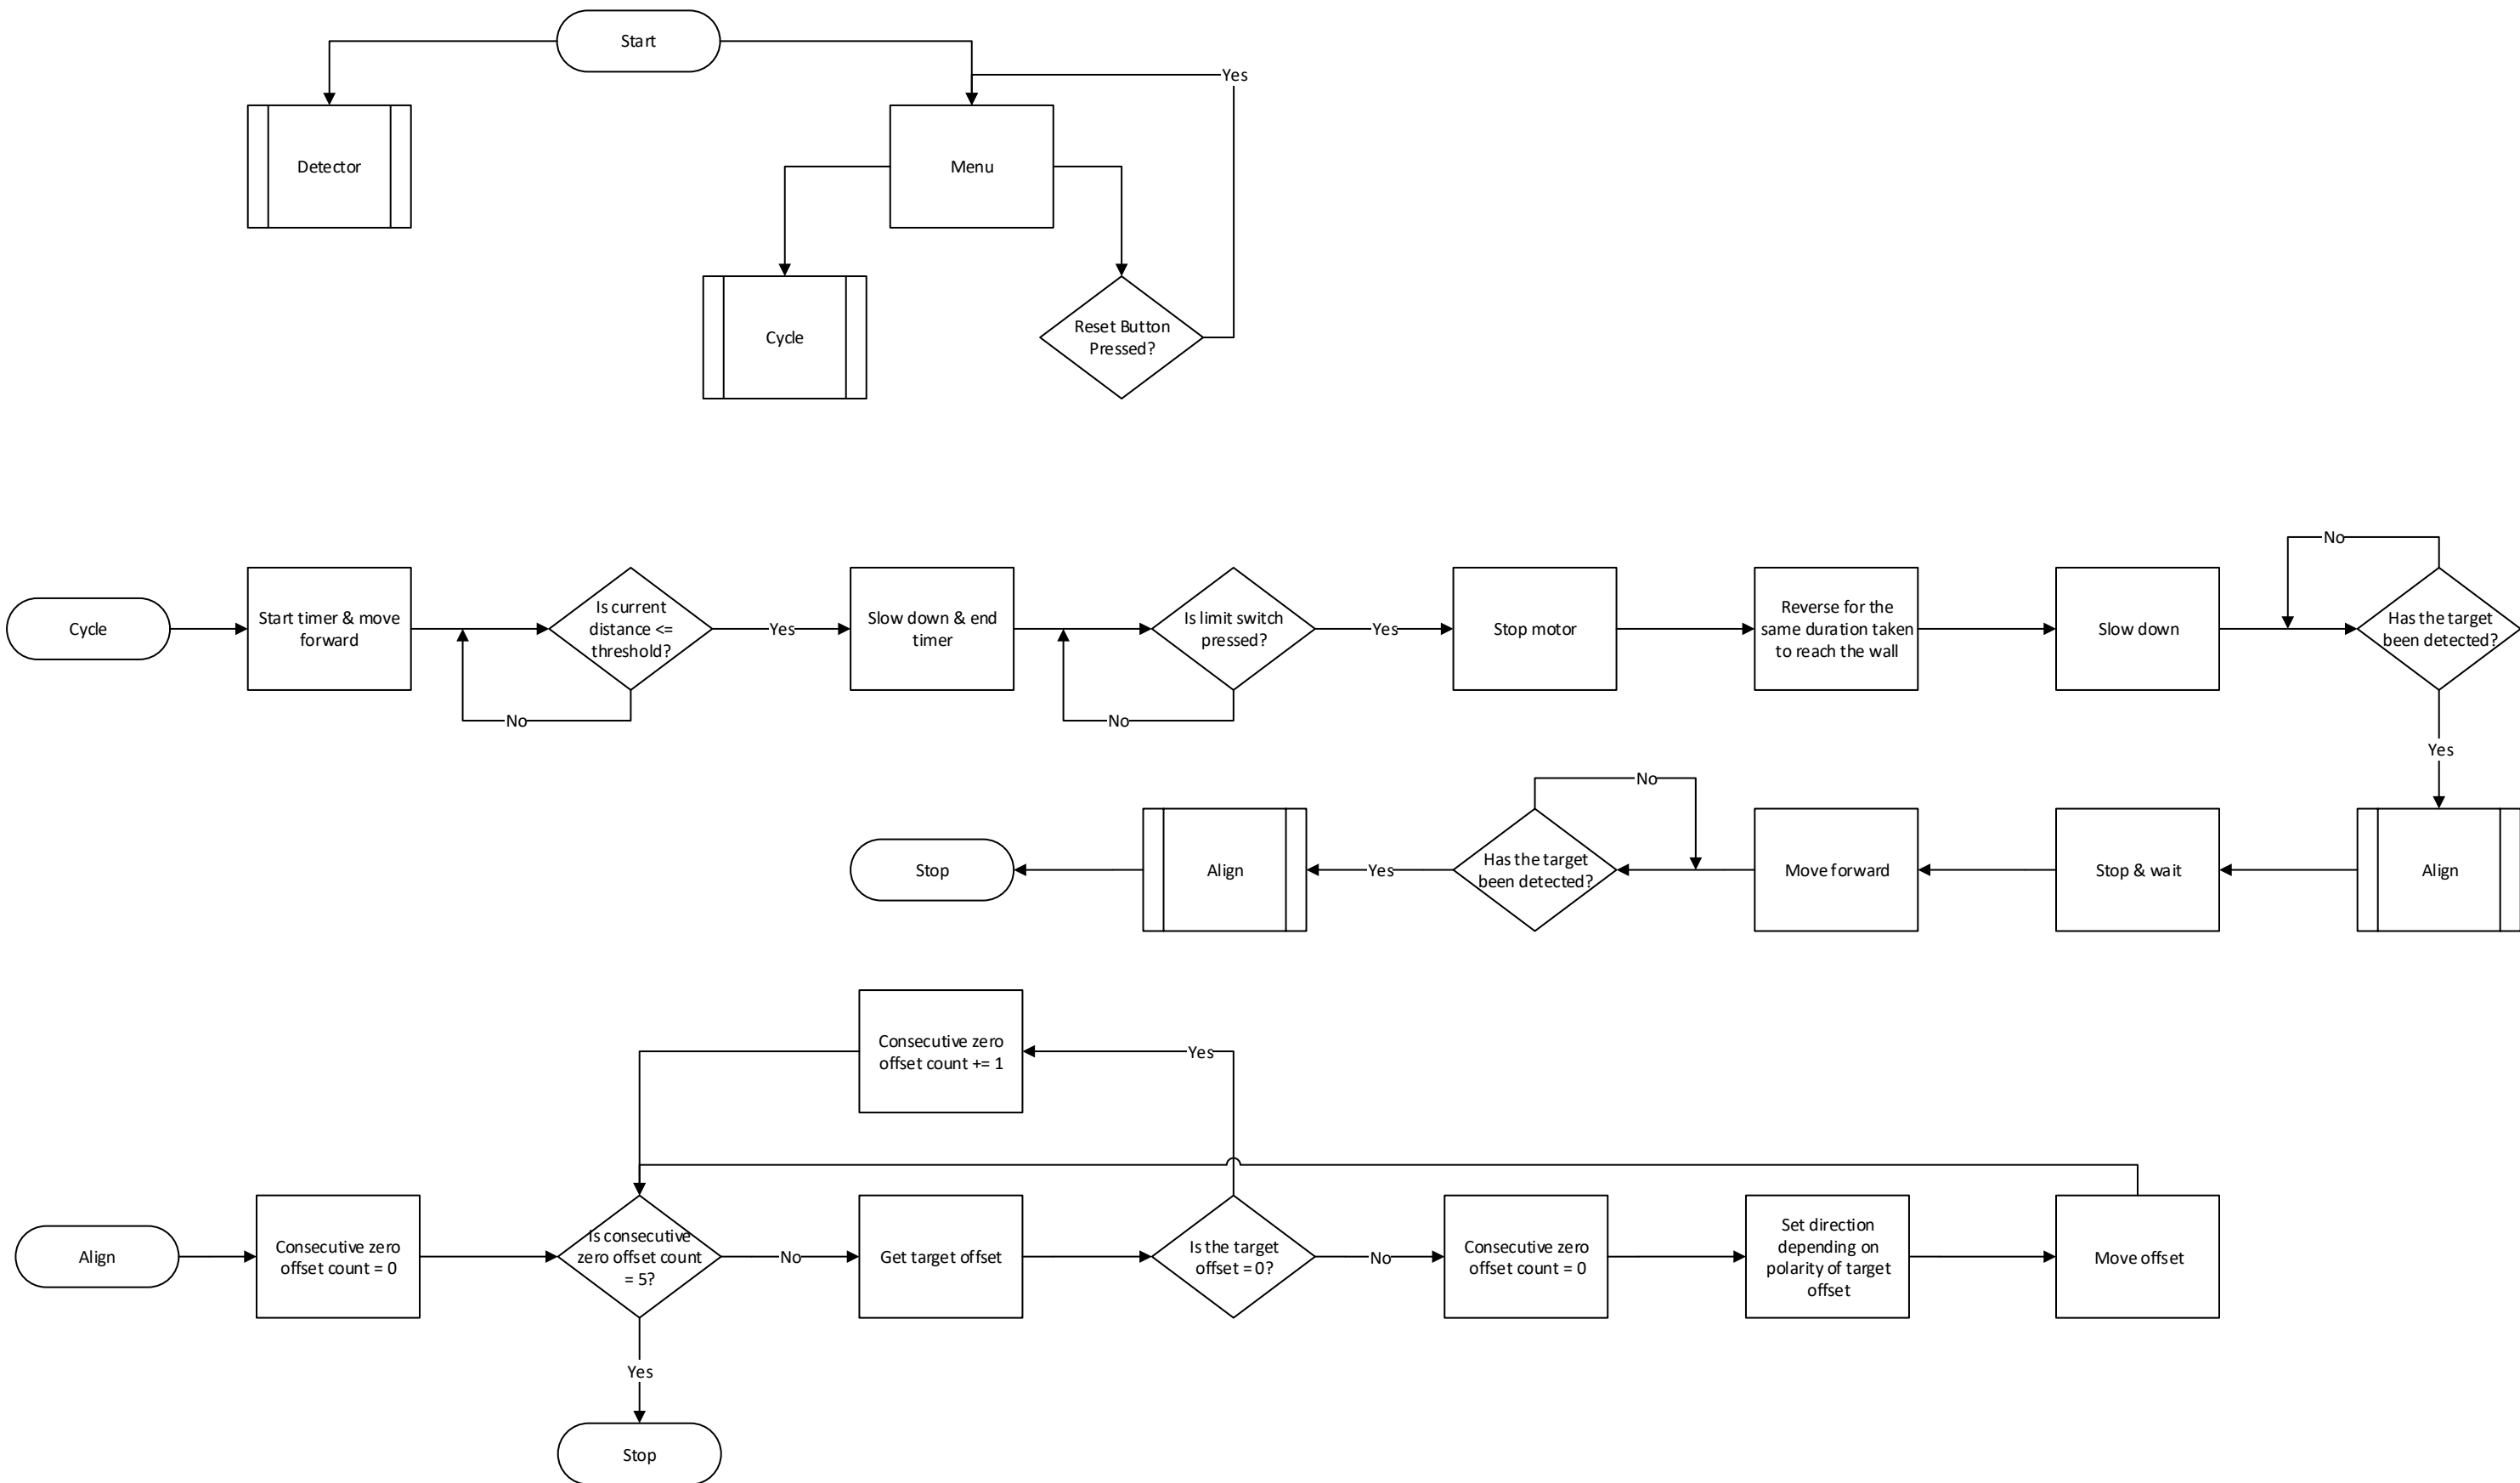 Start
Yes
Detector
Menu
Cycle
Reset Button
Pressed?
No
Cycle
Start timer & move
forward
Is current
distance <=
threshold?
Yes
Slow down & end
timer
Is limit switch
pressed?
Yes
Stop motor
Reverse for the
same duration taken
to reach the wall
Slow down
Has the target
been detected?
No
No
Yes
No
Stop
Align
Yes
Has the target
been detected?
Move forward
Stop & wait
Align
Consecutive zero
offset count += 1
Yes
Align
Consecutive zero
offset count = 0
Is consecutive
zero offset count
= 5?
No
Get target offset
Is the target
offset = 0?
No
Consecutive zero
offset count = 0
Set direction
depending on
polarity of target
offset
Move offset
Yes
Stop